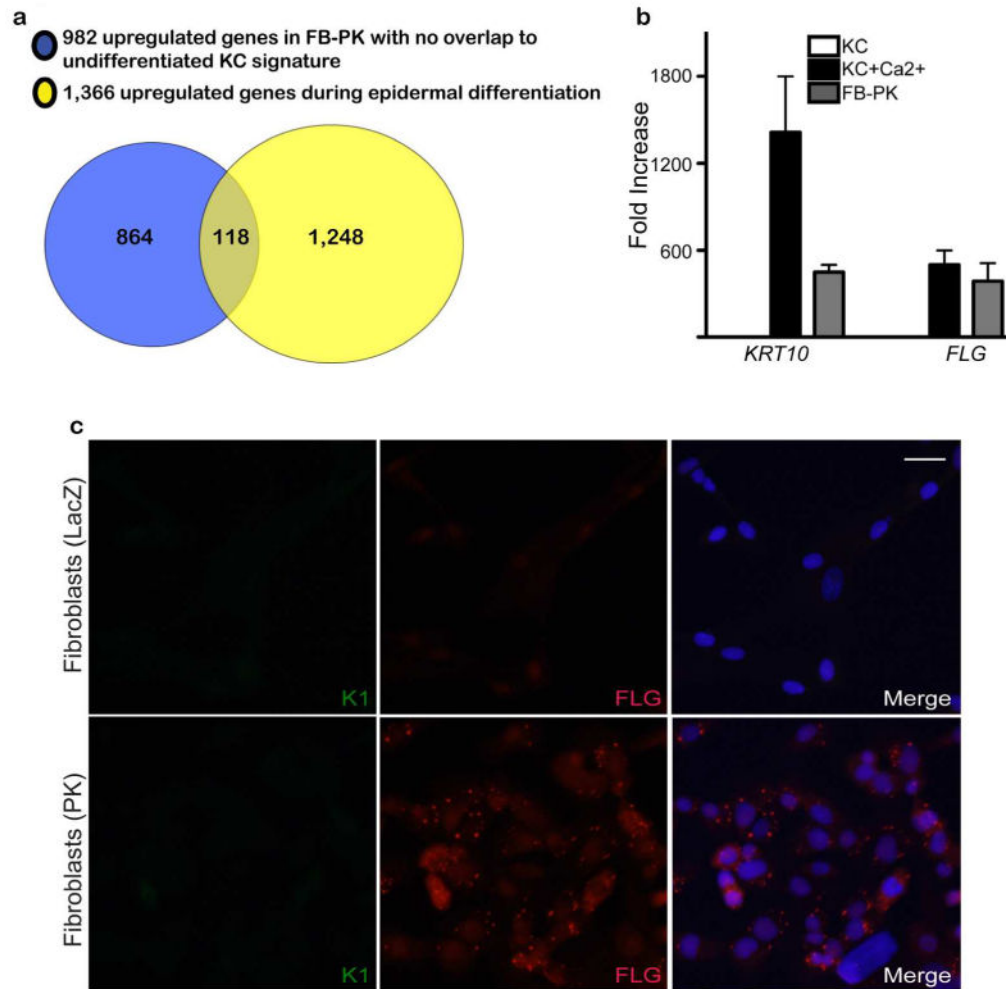 a
982 upregulated genes in FB-PK with no overlap to
undifferentiated KC signature
1,366 upregulated genes during epidermal differentiation
864
118
1,248
b
KC
KC+Ca2+
FB-PK
Fold Increase
1800
1200
600
KRT10
FLG
c
Fibroblasts (LacZ)
K1
FLG
Merge
Fibroblasts (PK)
K1
FLG
Merge